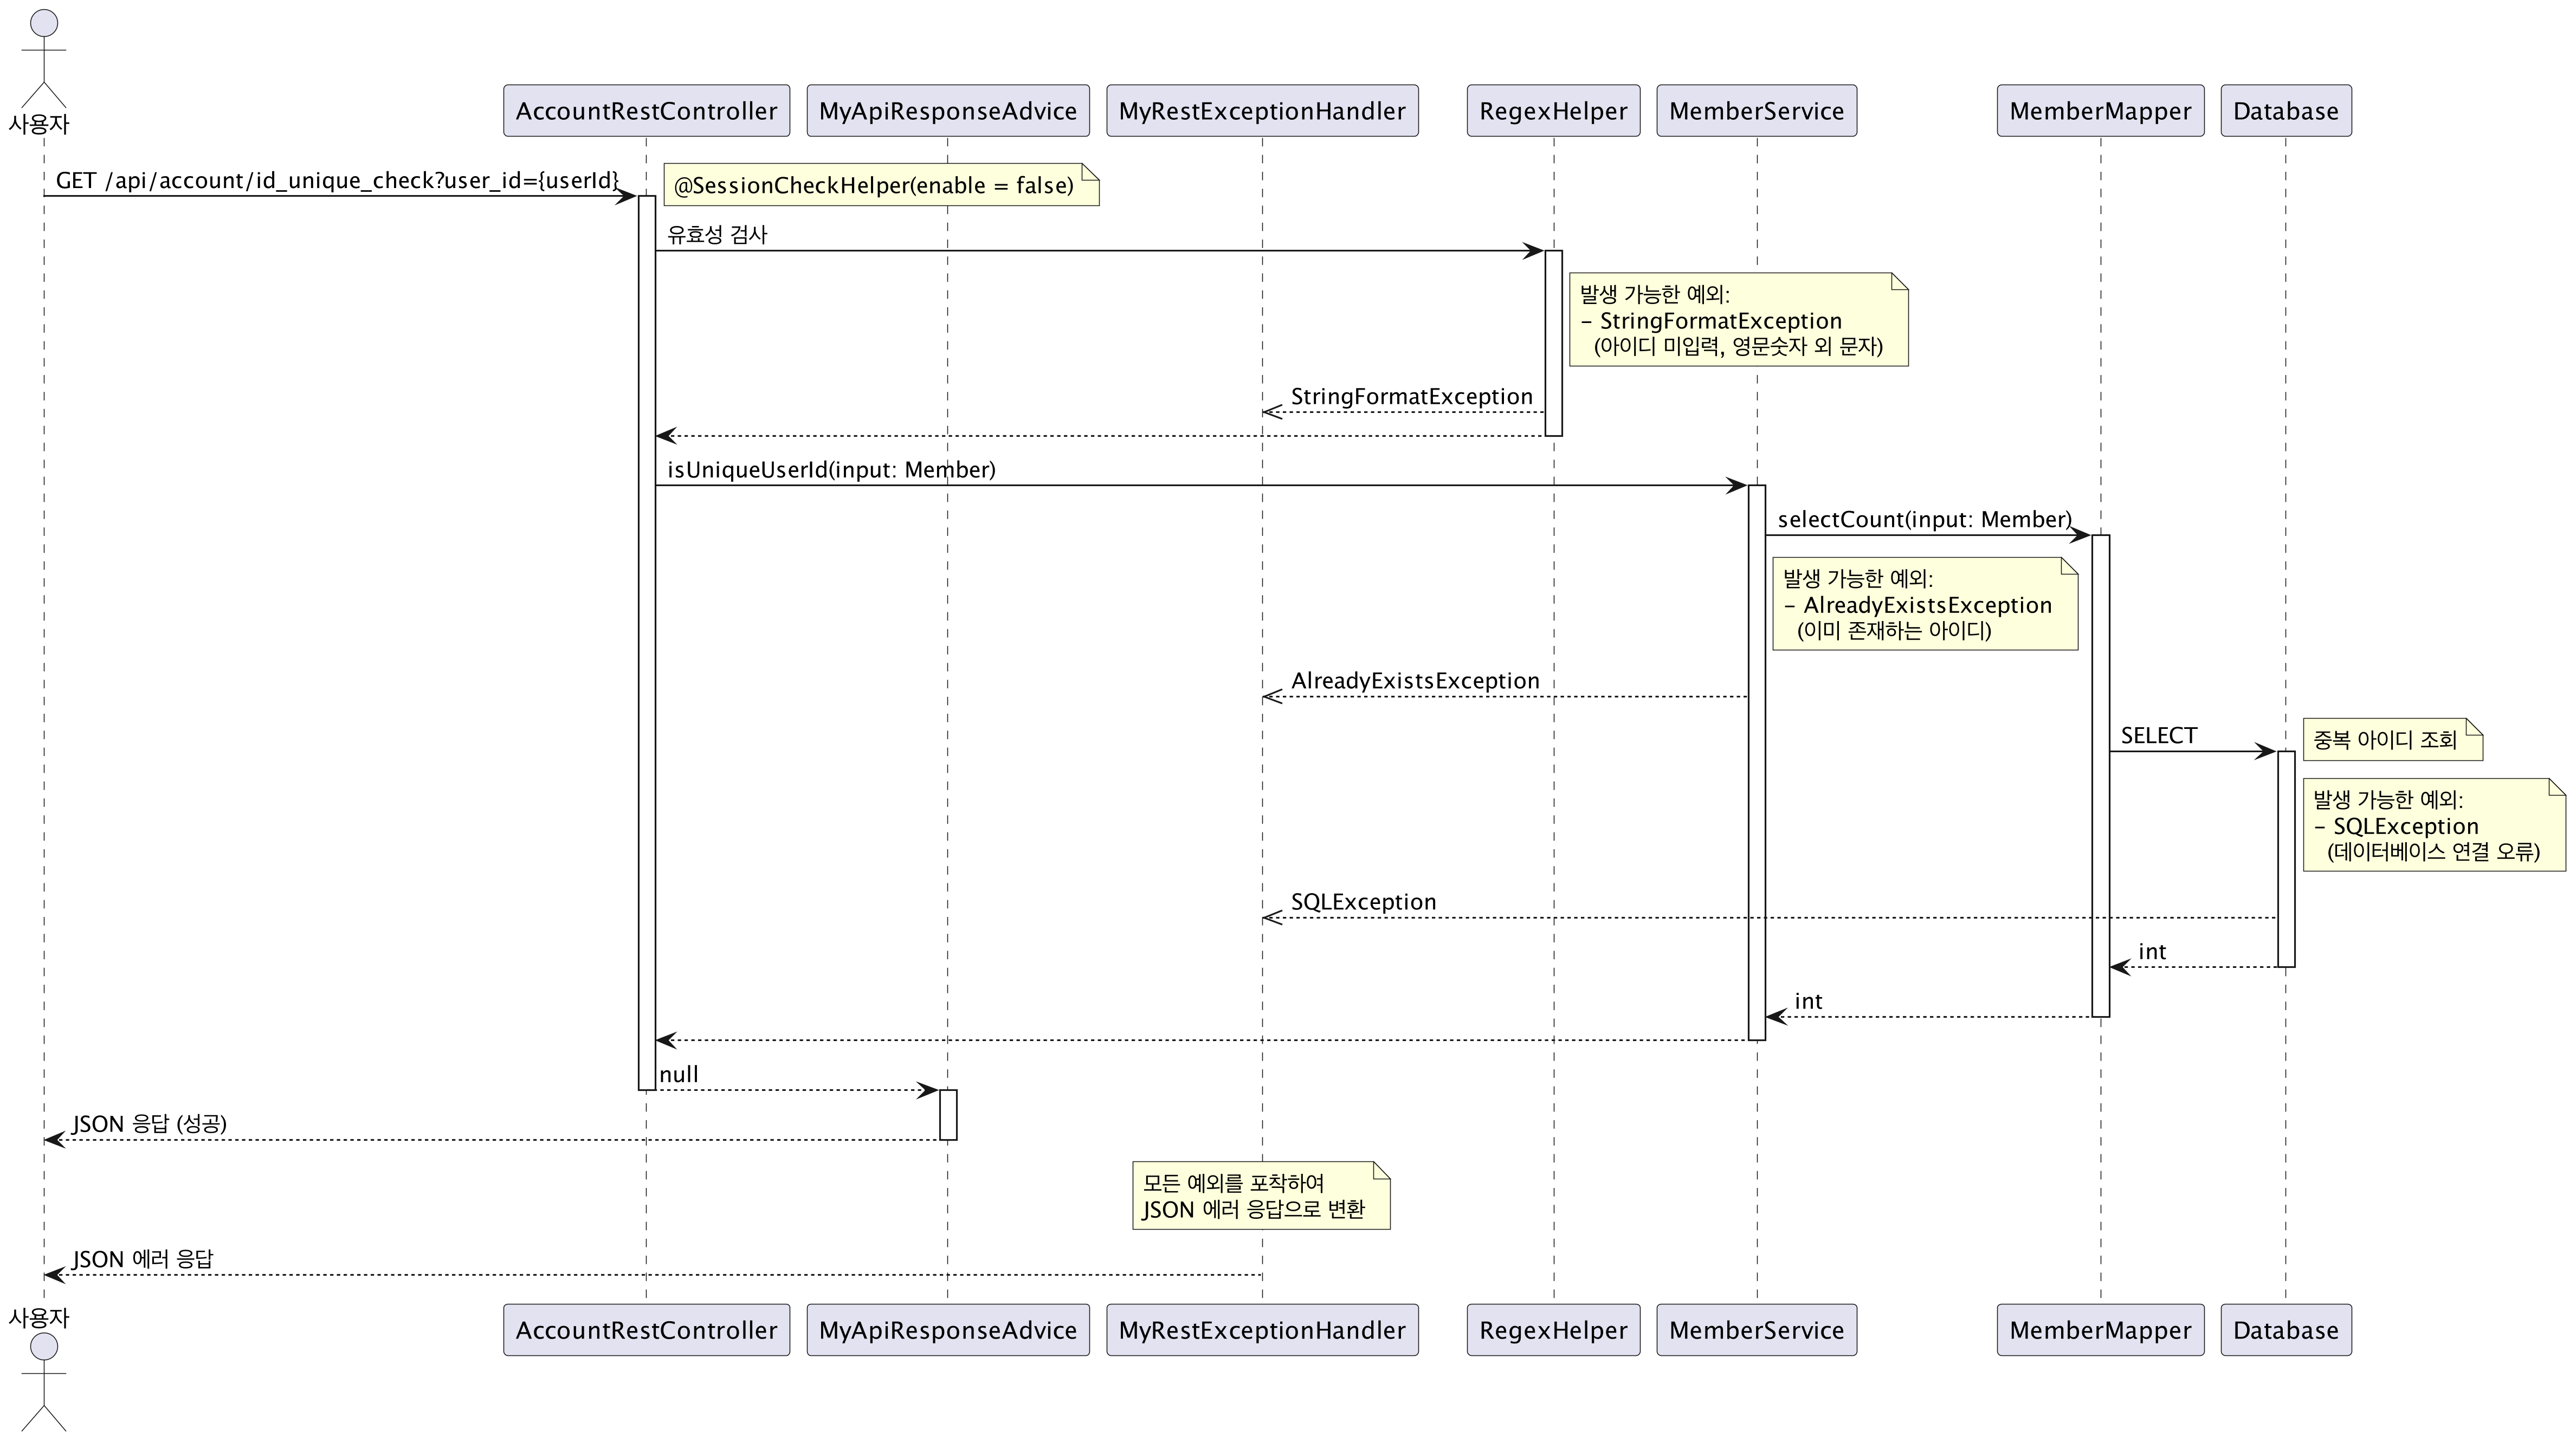 사용자
AccountRestController
MyApiResponseAdvice
MyRestExceptionHandler
RegexHelper
MemberService
MemberMapper
Database
GET /api/account/id_unique_check?user_id={userId}
@SessionCheckHelper(enable = false)
유효성 검사
발생 가능한 예외:
- StringFormatException
(아이디 미입력, 영문숫자 외 문자)
StringFormatException
isUniqueUserId(input: Member)
selectCount(input: Member)
발생 가능한 예외:
- AlreadyExistsException
(이미 존재하는 아이디)
AlreadyExistsException
SELECT
중복 아이디 조회
발생 가능한 예외:
- SQLException
(데이터베이스 연결 오류)
SQLException
int
int
null
JSON 응답 (성공)
모든 예외를 포착하여
JSON 에러 응답으로 변환
JSON 에러 응답
사용자
AccountRestController
MyApiResponseAdvice
MyRestExceptionHandler
RegexHelper
MemberService
MemberMapper
Database